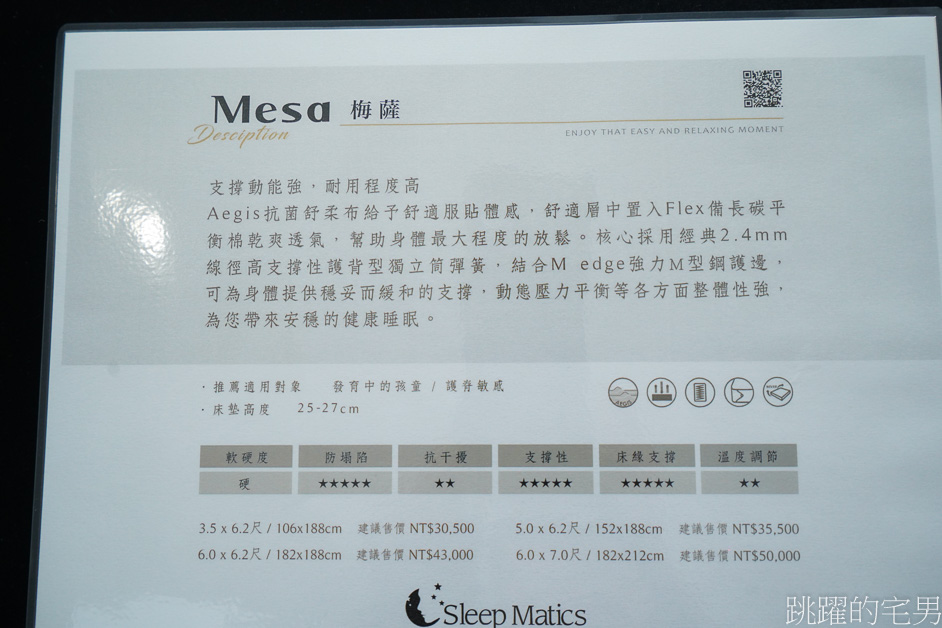 Mesa 梅薩
Desciption
ENJOY THAT EASY AND RELAXING MOMENT
支撐動能強，耐用程度高
Aegis抗菌舒柔布給予舒適服貼體感，舒適層中置入Flex備長碳平
衡棉乾爽透氣，幫助身體最大程度的放鬆。核心採用經典2.4mm
線徑高支撐性護背型獨立筒彈簧，結合M edge強力M型鋼護邊，
可為身體提供穩妥而緩和的支撐，動態壓力平衡等各方面整體性強，
為您帶來安穩的健康睡眠。
· 推薦適用對象 發育中的孩童 / 護脊敏感
· 床墊高度 25-27cm
AEGIS
軟硬度 防塌陷 抗干擾 支撐性 床緣支撐 溫度調節
硬 ★★★★★ ★★ ★★★★★ ★★★★★ ★★
3.5 x 6.2尺 / 106x188cm 建議售價 NT$30,500 5.0 x 6.2尺 / 152x188cm 建議售價 NT$35,500
6.0 x 6.2尺 / 182x188cm 建議售價 NT$43,000 6.0 x 7.0尺 / 182x212cm 建議售價 NT$50,000
Sleep Matics
跳躍的宅男